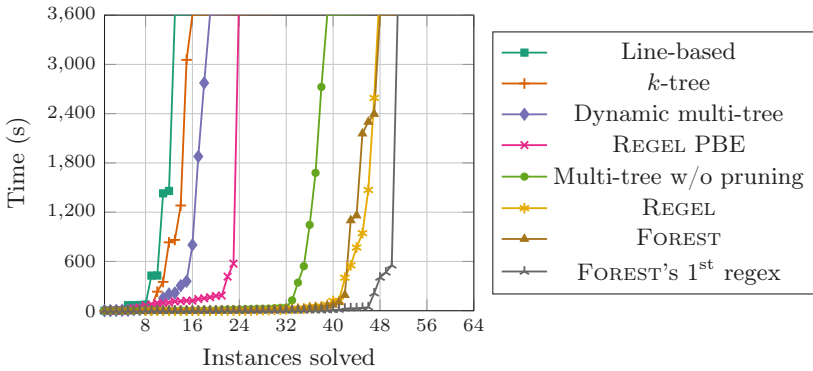 3,600
3,000
2,400
1,800
1,200
600
0
Time (s)
8 16 24 32 40 48 56 64
Instances solved
Line-based
k-tree
Dynamic multi-tree
REGEL PBE
Multi-tree w/o pruning
REGEL
FOREST
FOREST's 1st regex